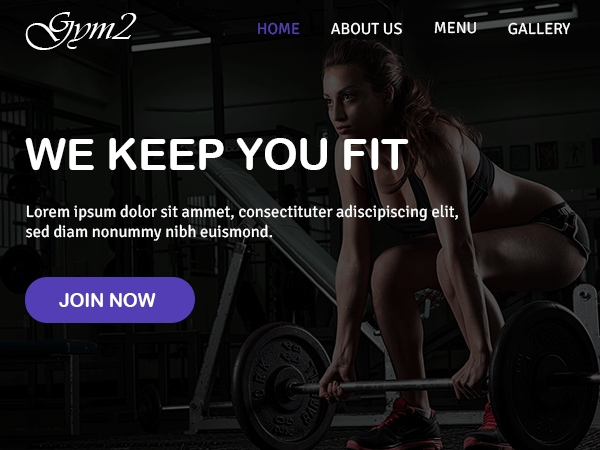 Gym2
HOME
ABOUT US
MENU
GALLERY
WE KEEP YOU FIT
Lorem ipsum dolor sit ammet, consectituter adiscipiscing elit,
sed diam nonummy nibh euismond.
JOIN NOW